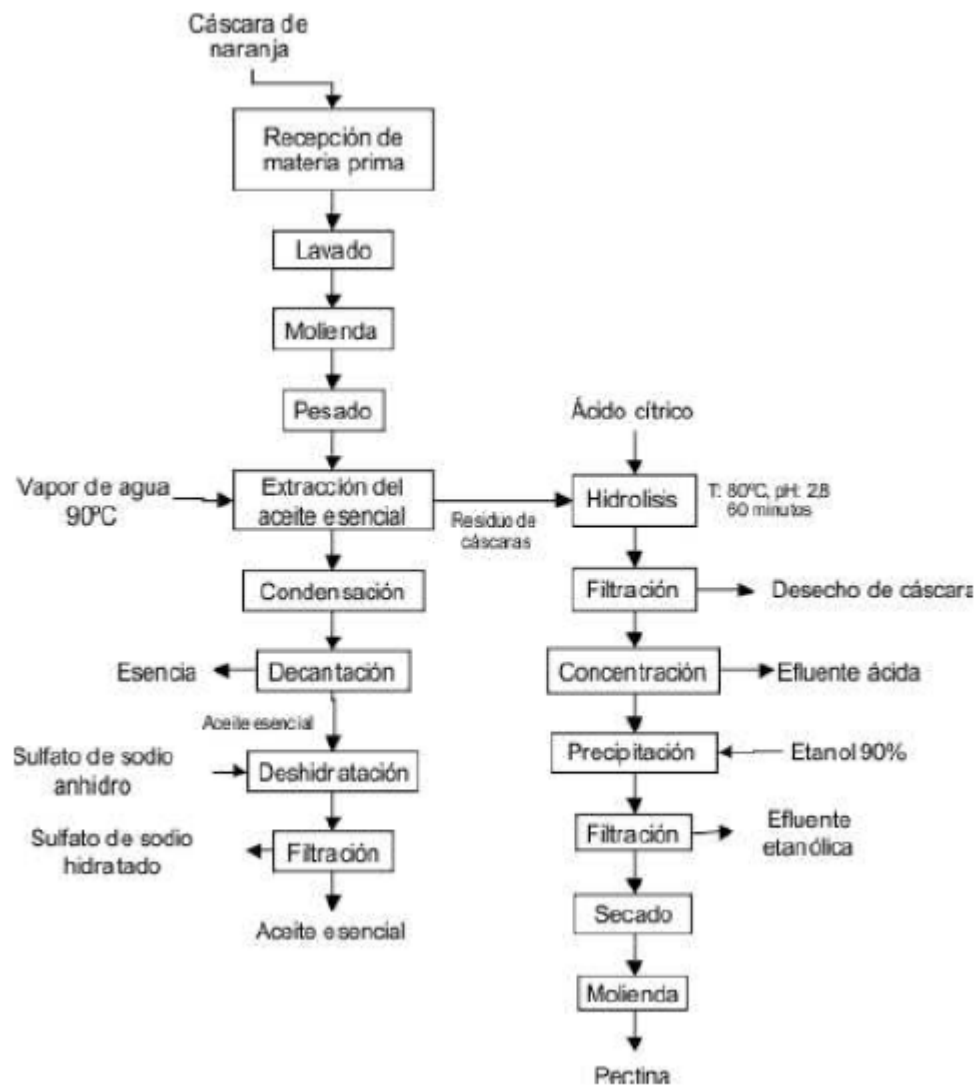 Cáscara de
naranja
Recepción de
materia prima
Lavado
Molienda
Pesado
Vapor de agua
90ºC
Extracción del
aceite esencial
Residuo de
cáscaras
Condensación
Esencia
Decantación
Aceite esencial
Sulfato de sodio
anhidro
Deshidratación
Sulfato de sodio
hidratado
Filtración
Aceite esencial
Ácido cítrico
Hidrolisis
T: 80ºC, pH: 2,8
60 minutos
Filtración
Desecho de cáscara
Concentración
Efluente ácida
Precipitación
Etanol 90%
Filtración
Efluente
etanólica
Secado
Molienda
Pectina